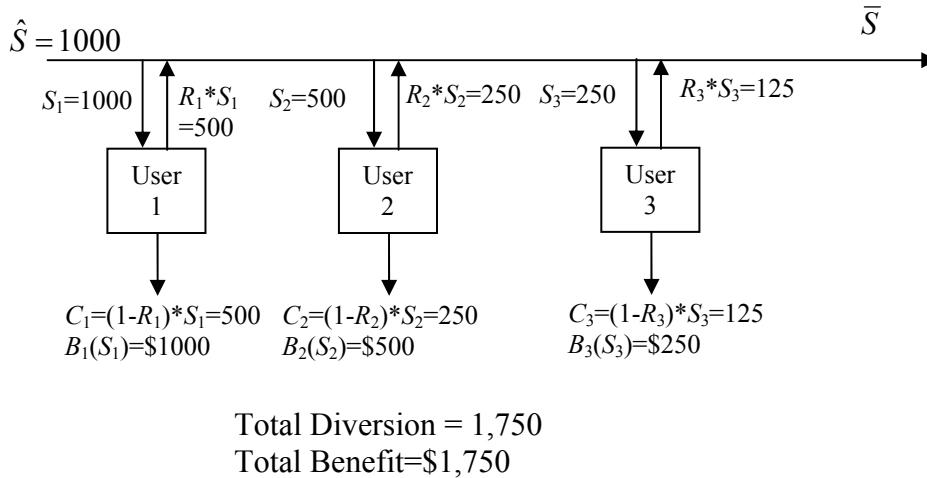 Ŝ = 1000
S̅
S₁=1000
R₁*S₁
=500
S₂=500
R₂*S₂=250
S₃=250
R₃*S₃=125
User
1
User
2
User
3
C₁=(1-R₁)*S₁=500
B₁(S₁)=$1000
C₂=(1-R₂)*S₂=250
B₂(S₂)=$500
C₃=(1-R₃)*S₃=125
B₃(S₃)=$250
Total Diversion = 1,750
Total Benefit=$1,750